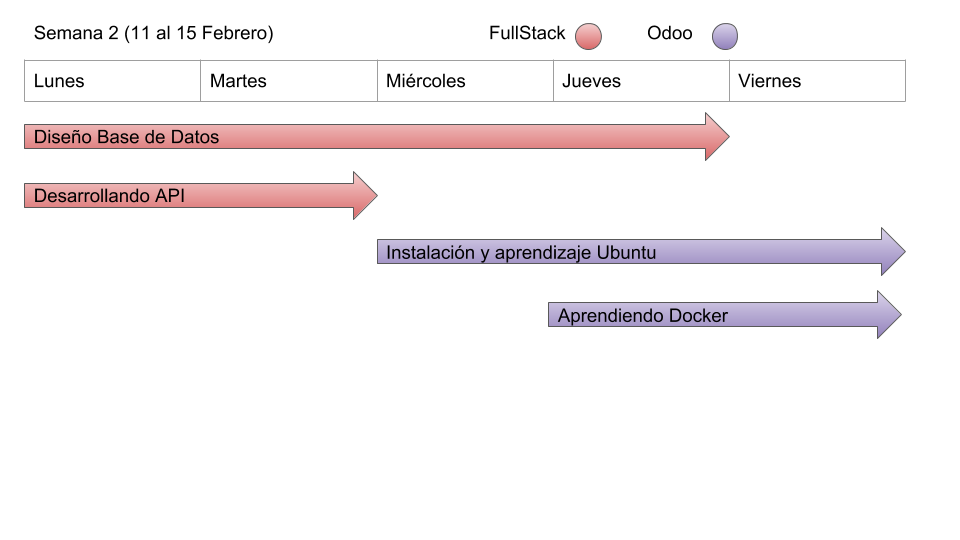 Semana 2 (11 al 15 Febrero)
FullStack
Odoo
Lunes
Martes
Miércoles
Jueves
Viernes
Diseño Base de Datos
Desarrollando API
Instalación y aprendizaje Ubuntu
Aprendiendo Docker